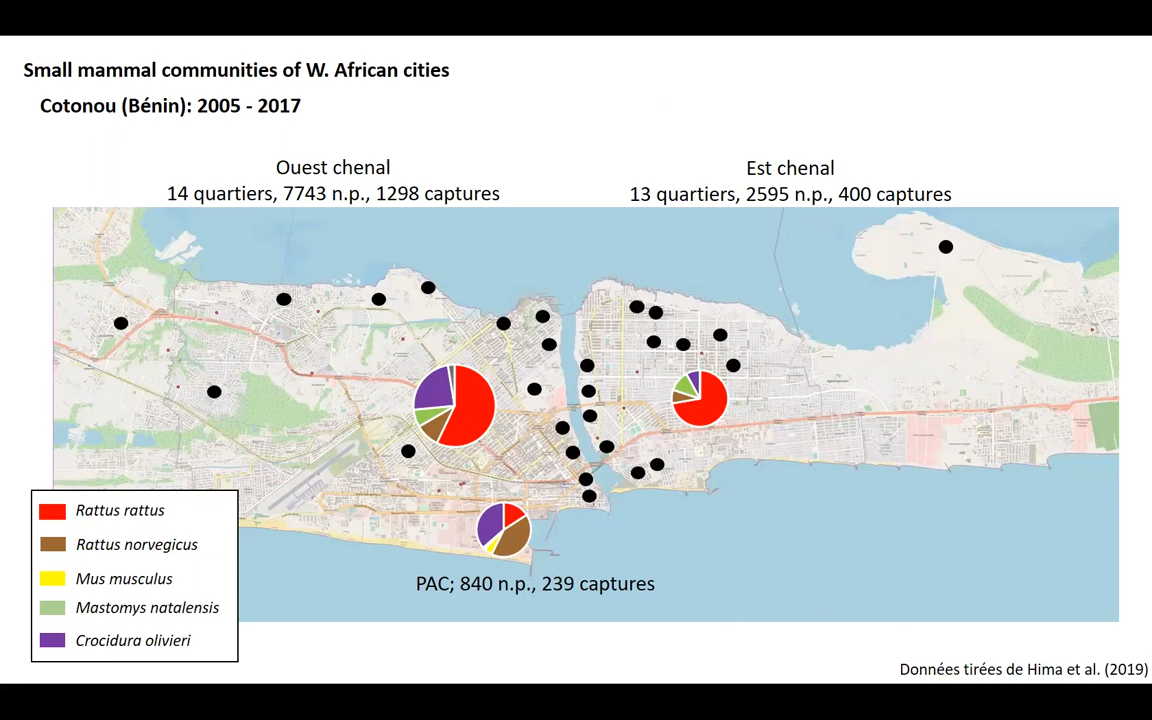 Small mammal communities of W. African cities
Cotonou (Bénin): 2005 - 2017
Ouest chenal
14 quartiers, 7743 n.p., 1298 captures
Est chenal
13 quartiers, 2595 n.p., 400 captures
PAC; 840 n.p., 239 captures
Rattus rattus
Rattus norvegicus
Mus musculus
Mastomys natalensis
Crocidura olivieri
Données tirées de Hima et al. (2019)